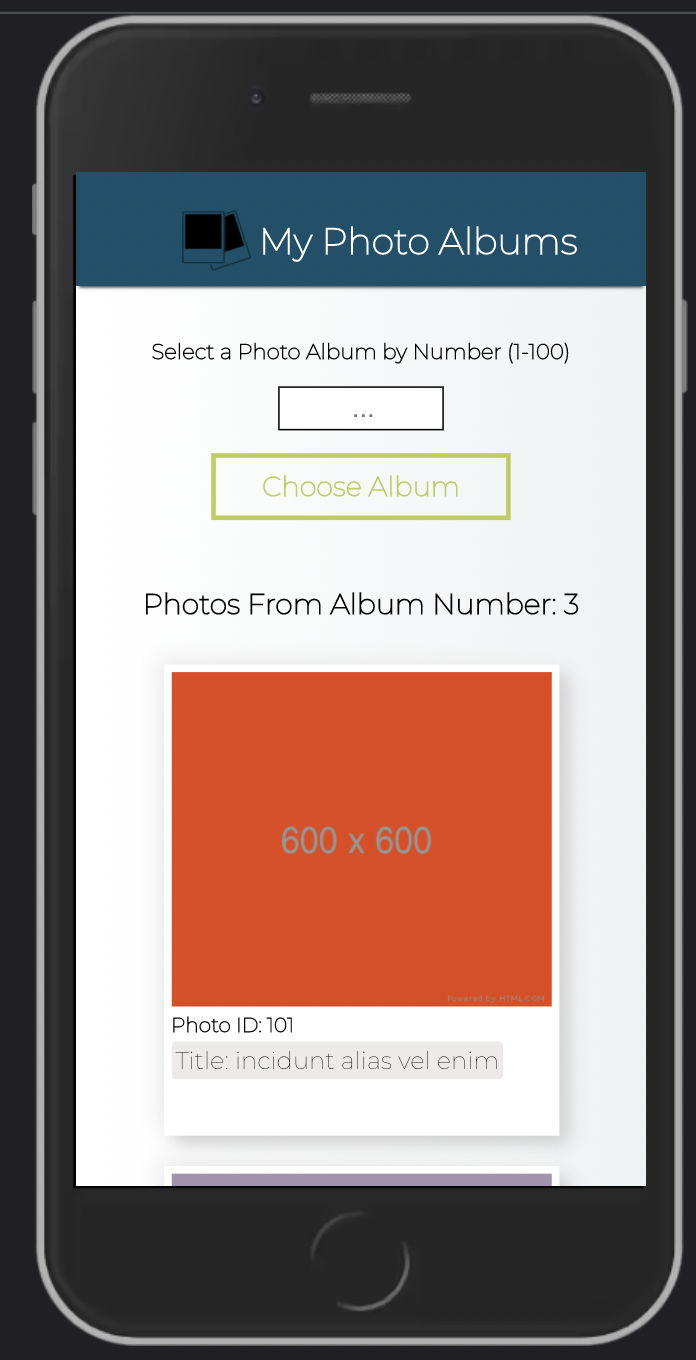 My Photo Albums
Select a Photo Album by Number (1-100)
...
Choose Album
Photos From Album Number: 3
600 x 600
Powered by HTML.COM
Photo ID: 101
Title: incidunt alias vel enim